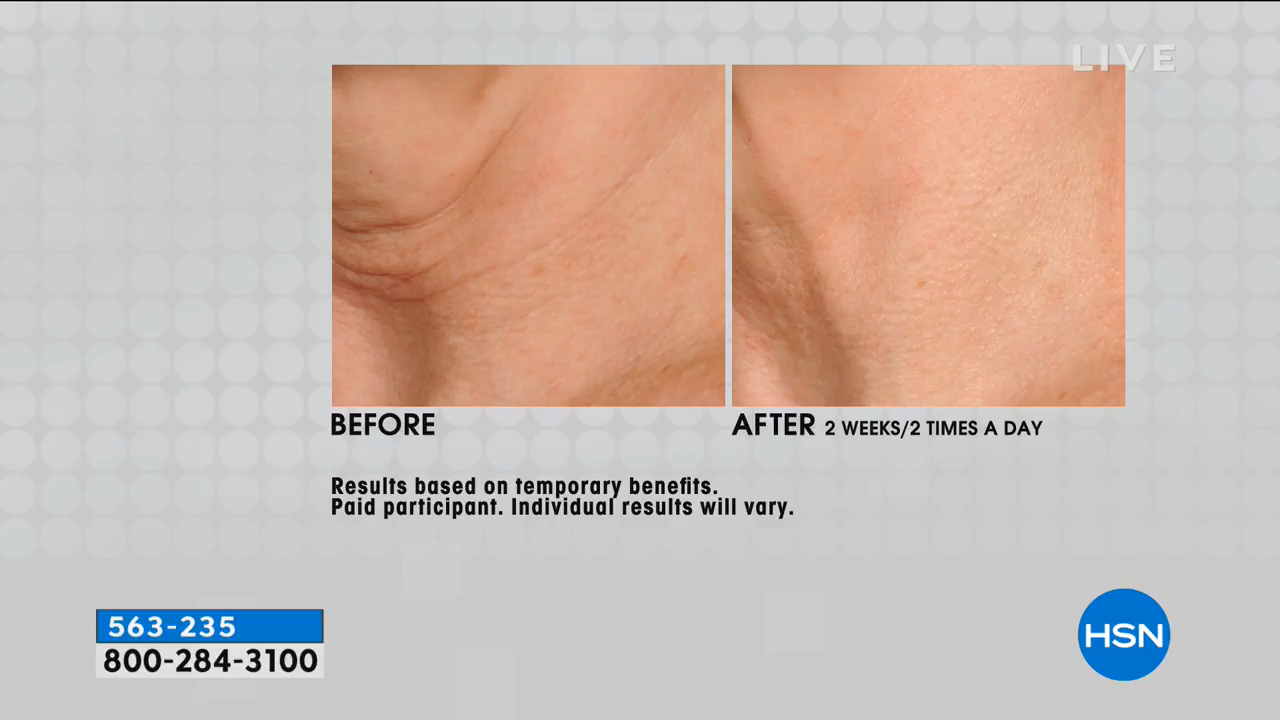 LIVE
BEFORE
AFTER 2 WEEKS/2 TIMES A DAY
Results based on temporary benefits.
Paid participant. Individual results will vary.
563-235
800-284-3100
HSN